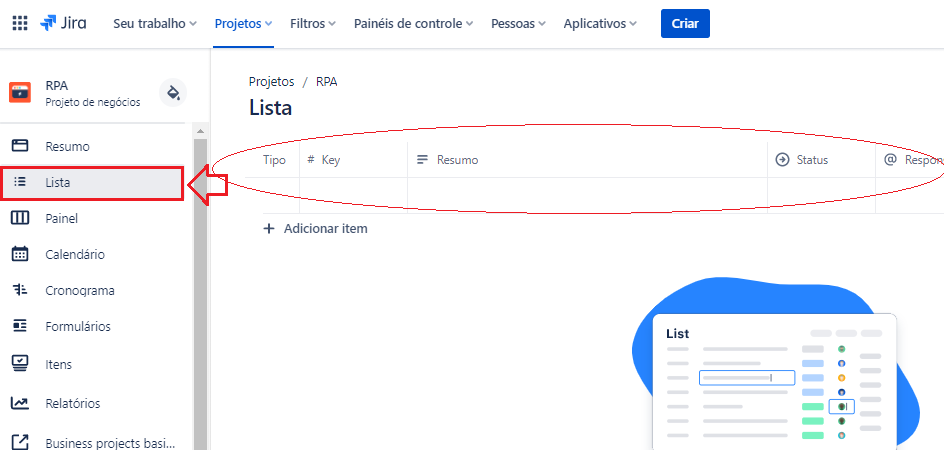 Jira Seu trabalho Projetos Filtros Painéis de controle Pessoas Aplicativos Criar
RPA
Projeto de negócios
Resumo
Lista
Painel
Calendário
Cronograma
Formulários
Itens
Relatórios
Business projects basi...
Projetos / RPA
Lista
Tipo # Key Resumo Status @ Respon
+ Adicionar item
List